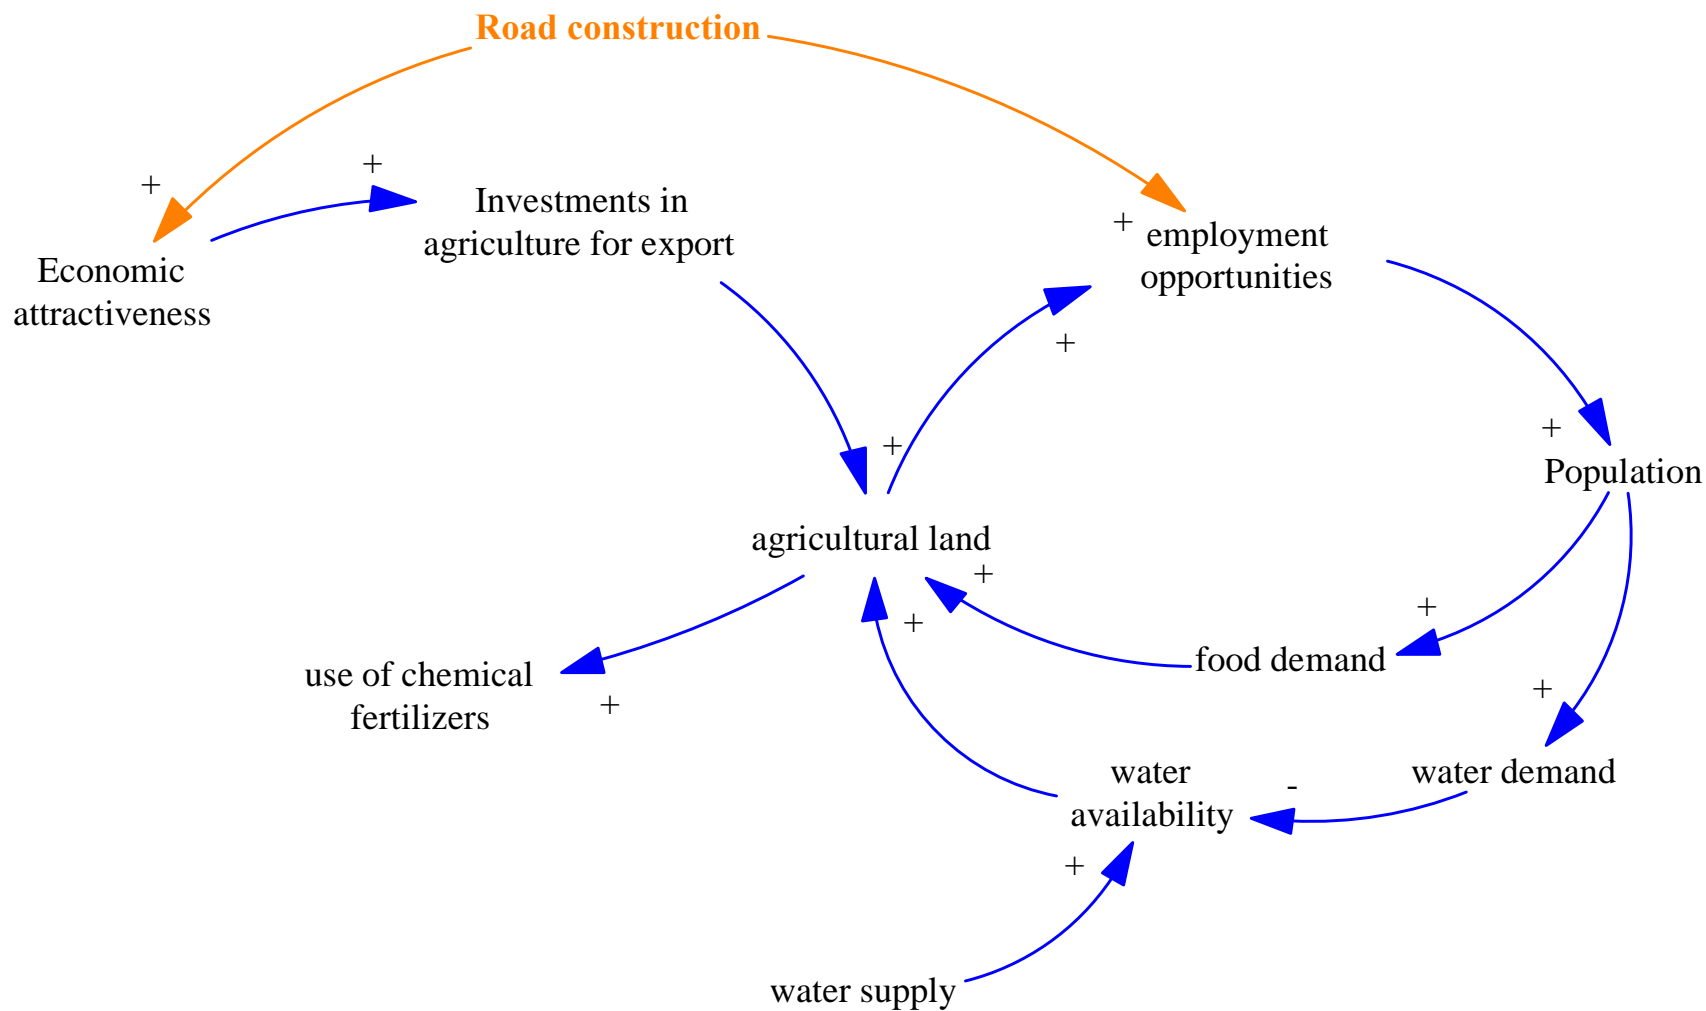 Road construction
+
+
Investments in
agriculture for export
+
employment
opportunities
Economic
attractiveness
+
+
+
Population
agricultural land
+
+
+
food demand
use of chemical
fertilizers
+
+
water
availability
-
water demand
+
water supply